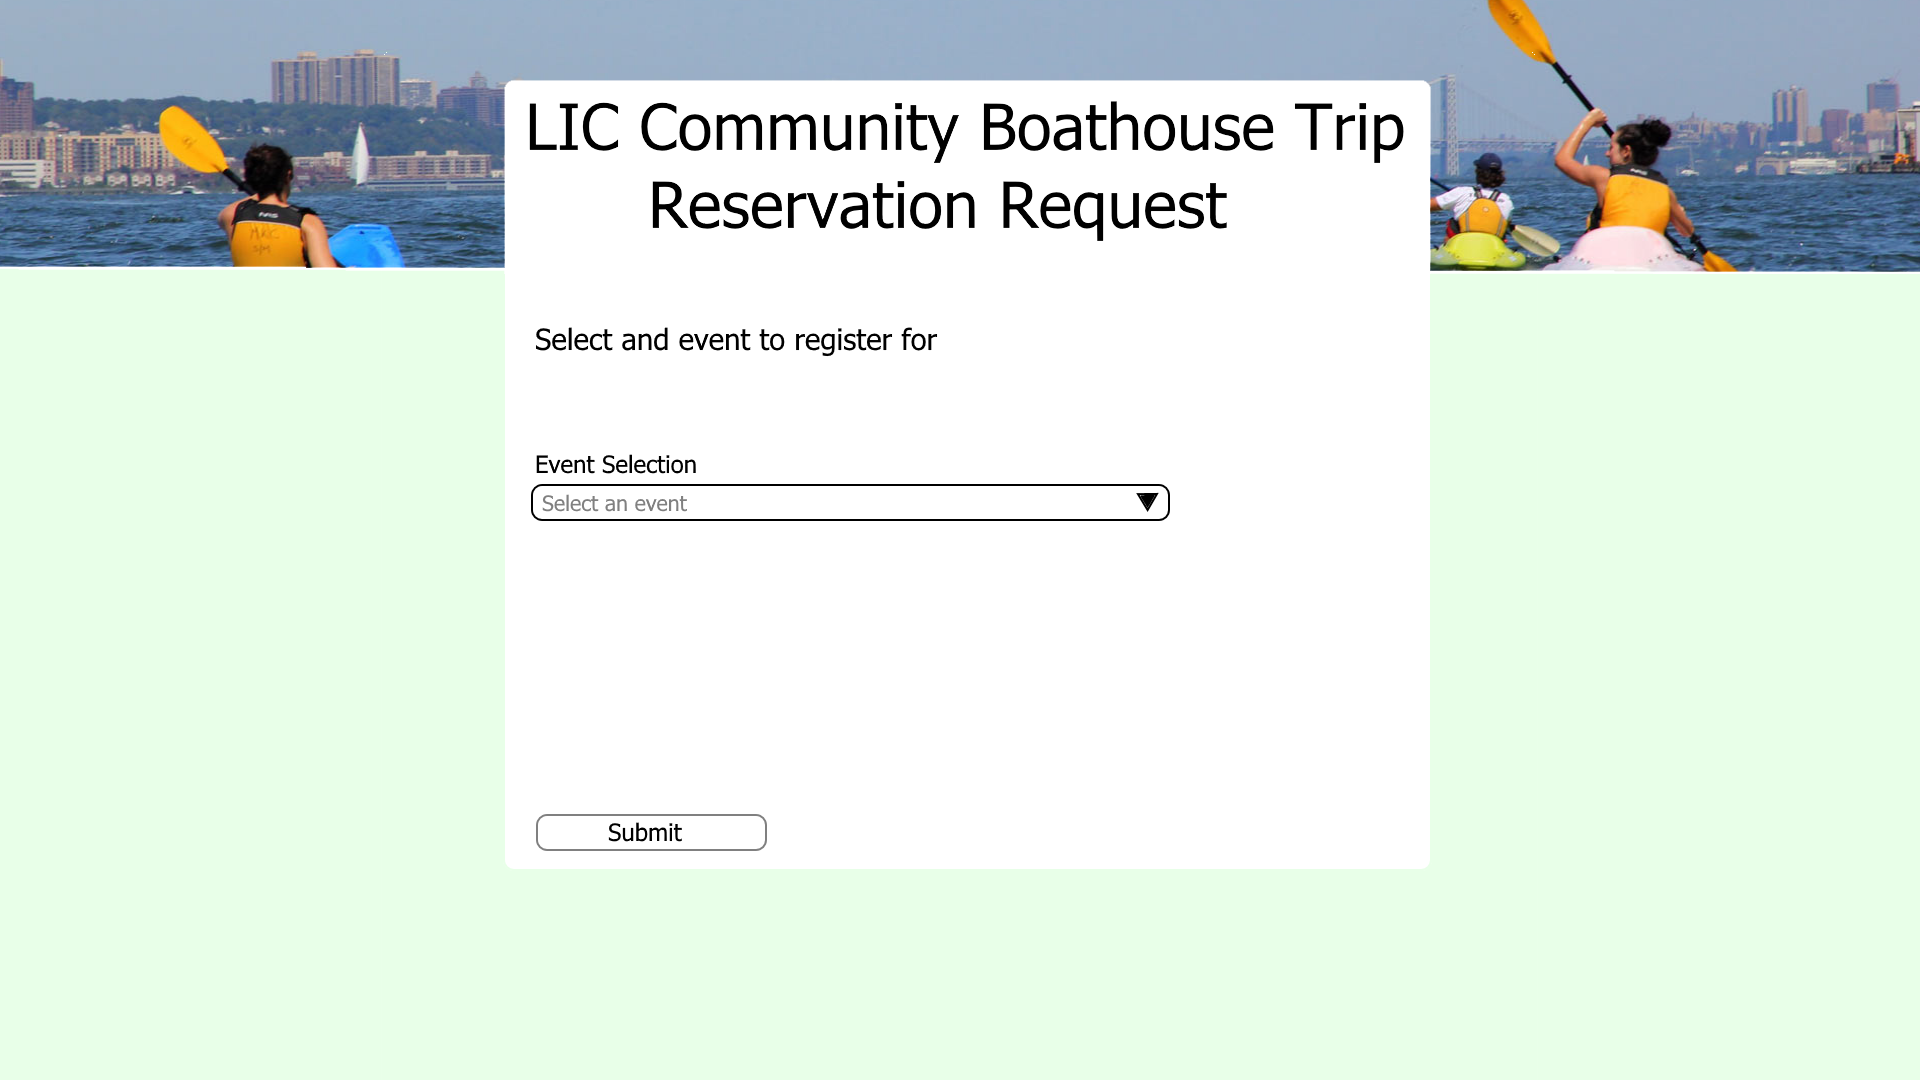 LIC Community Boathouse Trip
Reservation Request
Select and event to register for
Event Selection
Select an event
Submit